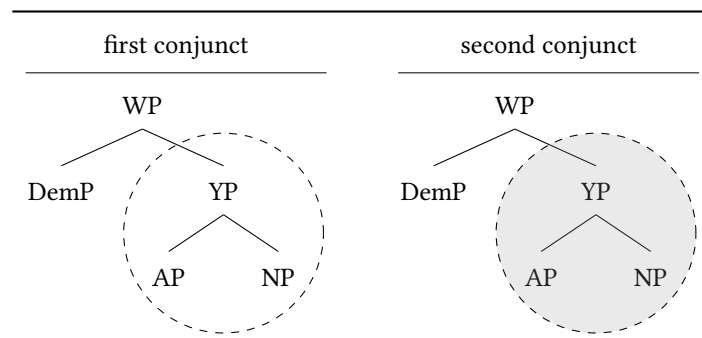 first conjunct second conjunct
WP WP
DemP YP DemP YP
AP NP AP NP